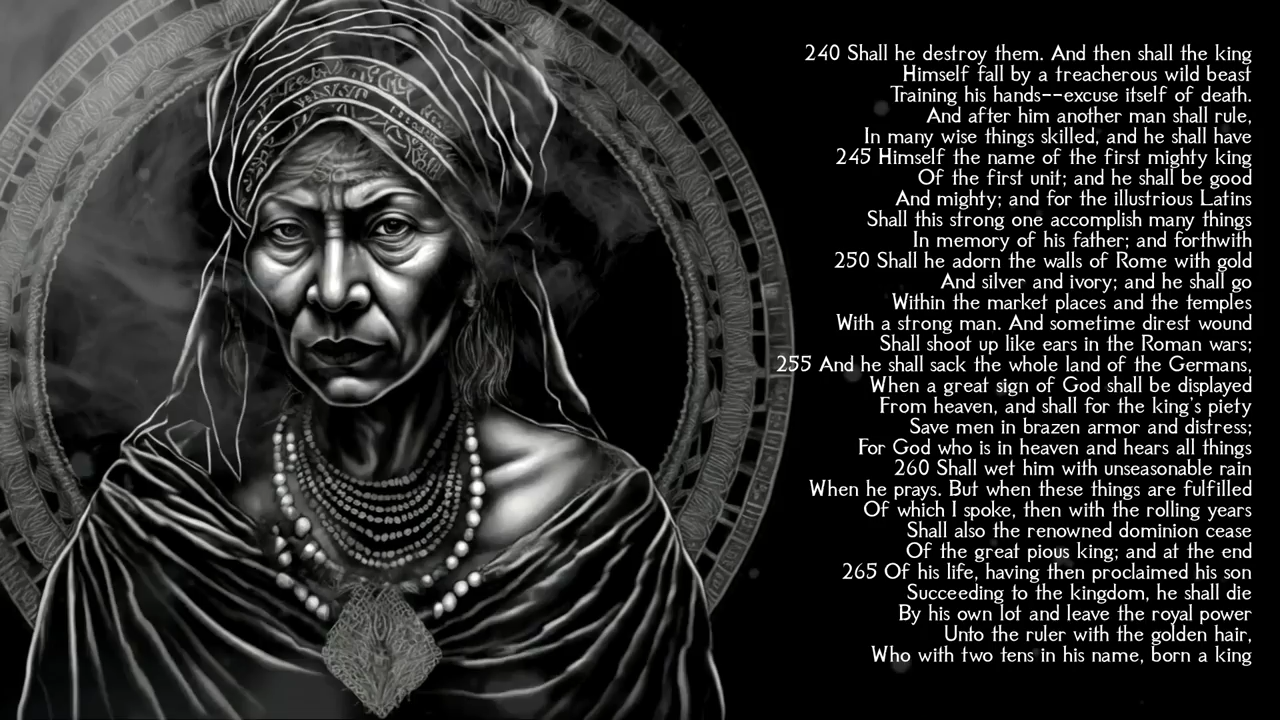 240 Shall he destroy them. And then shall the king
Himself fall by a treacherous wild beast
Training his hands--excuse itself of death.
And after him another man shall rule,
In many wise things skilled, and he shall have
245 Himself the name of the first mighty king
Of the first unit; and he shall be good
And mighty; and for the illustrious Latins
Shall this strong one accomplish many things
In memory of his father; and forthwith
250 Shall he adorn the walls of Rome with gold
And silver and ivory; and he shall go
Within the market places and the temples
With a strong man. And sometime direst wound
Shall shoot up like ears in the Roman wars;
255 And he shall sack the whole land of the Germans,
When a great sign of God shall be displayed
From heaven, and shall for the king's piety
Save men in brazen armor and distress;
For God who is in heaven and hears all things
260 Shall wet him with unseasonable rain
When he prays. But when these things are fulfilled
Of which I spoke, then with the rolling years
Shall also the renowned dominion cease
Of the great pious king; and at the end
265 Of his life, having then proclaimed his son
Succeeding to the kingdom, he shall die
By his own lot and leave the royal power
Unto the ruler with the golden hair,
Who with two tens in his name, born a king